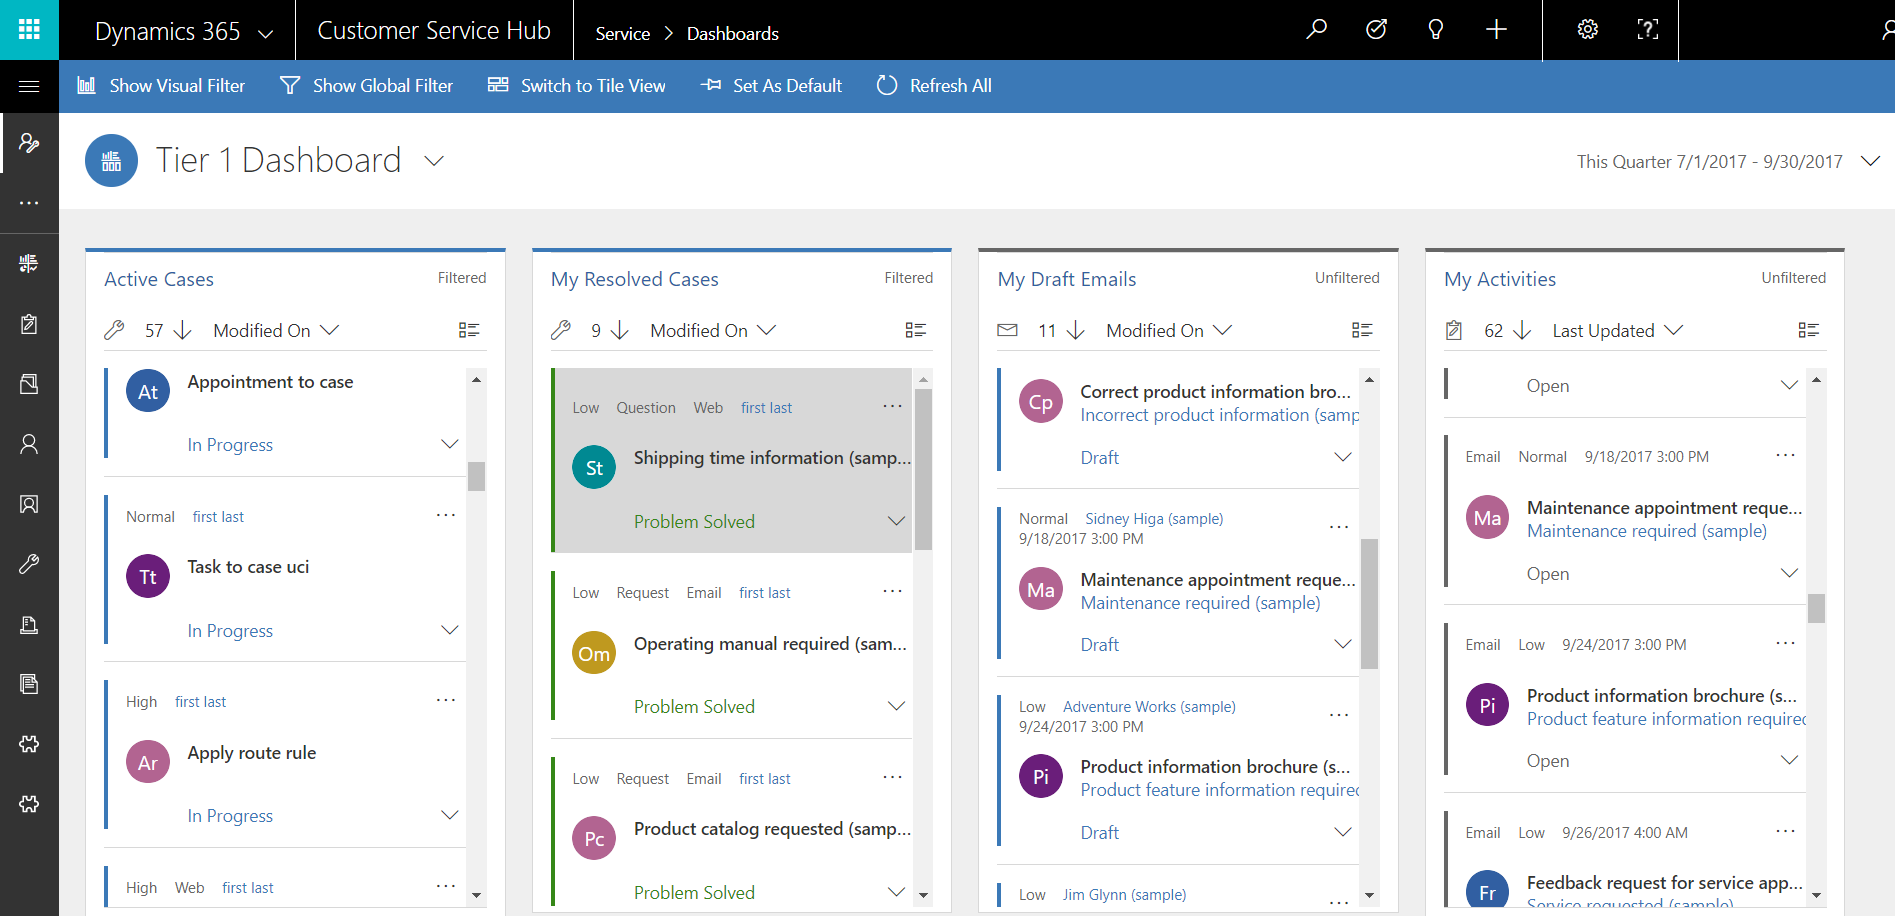 Dynamics 365
Customer Service Hub
Service > Dashboards
Show Visual Filter
Show Global Filter
Switch to Tile View
Set As Default
Refresh All
Tier 1 Dashboard
This Quarter 7/1/2017 - 9/30/2017
Active Cases
Filtered
57
Modified On
At
Appointment to case
In Progress
Normal first last
Tt
Task to case uci
In Progress
High first last
Ar
Apply route rule
In Progress
High Web first last
My Resolved Cases
Filtered
9
Modified On
Low Question Web first last
St
Shipping time information (samp...
Problem Solved
Low Request Email first last
Om
Operating manual required (sam...
Problem Solved
Low Request Email first last
Pc
Product catalog requested (samp...
Problem Solved
My Draft Emails
Unfiltered
11
Modified On
Cp
Correct product information bro...
Incorrect product information (samp
Draft
Normal Sidney Higa (sample)
9/18/2017 3:00 PM
Ma
Maintenance appointment reque...
Maintenance required (sample)
Draft
Low Adventure Works (sample)
9/24/2017 3:00 PM
Pi
Product information brochure (s...
Product feature information required
Draft
Low Jim Glynn (sample)
My Activities
Unfiltered
62
Last Updated
Open
Email Normal 9/18/2017 3:00 PM
Ma
Maintenance appointment reque...
Maintenance required (sample)
Open
Email Low 9/24/2017 3:00 PM
Pi
Product information brochure (s...
Product feature information required
Open
Email Low 9/26/2017 4:00 AM
Fr
Feedback request for service app...
Service requested (sample)